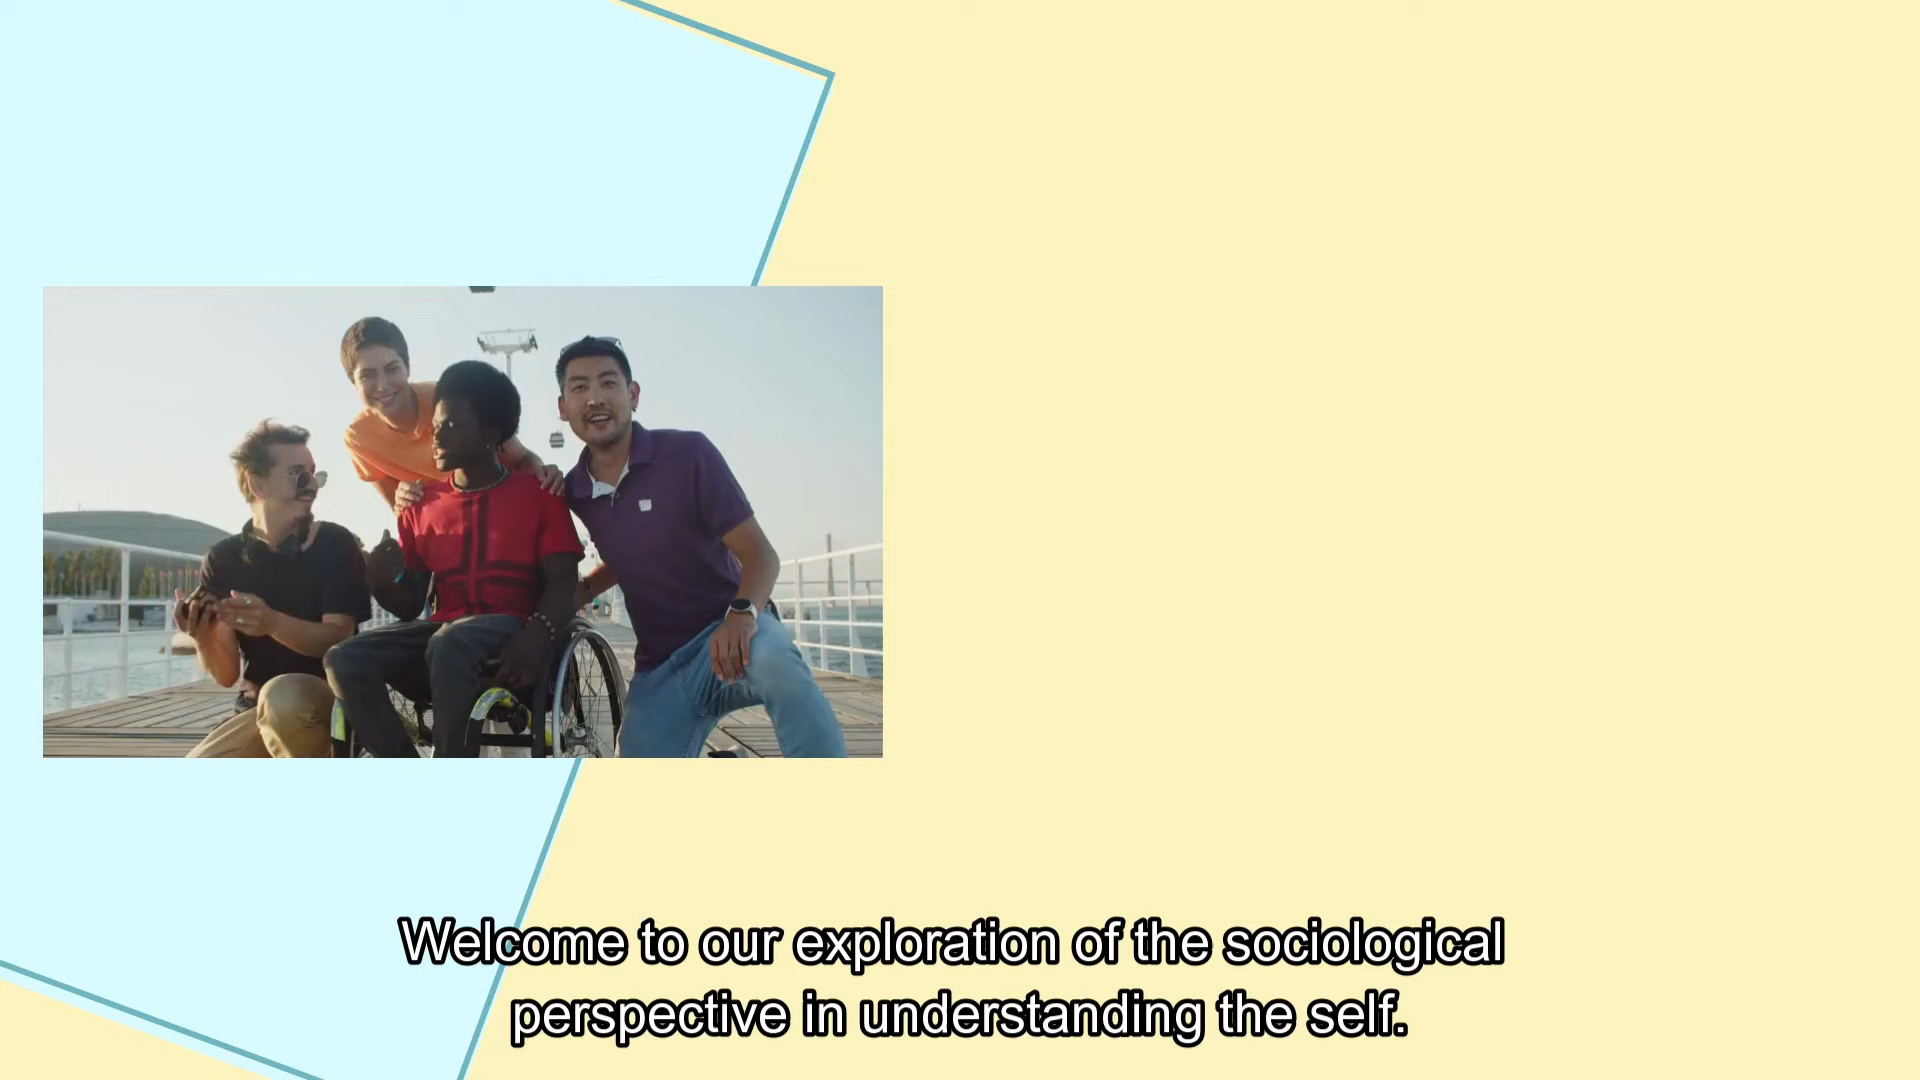 Welcome to our exploration of the sociological
perspective in understanding the self.